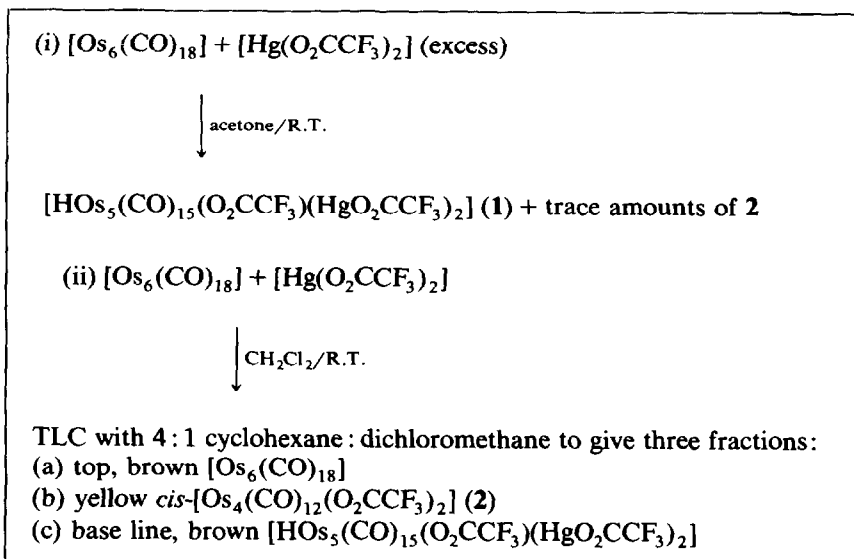 (i) [Os₆(CO)₁₈] + [Hg(O₂CCF₃)₂] (excess)
acetone/R.T.
[HOs₅(CO)₁₅(O₂CCF₃)(HgO₂CCF₃)₂] (1) + trace amounts of 2
(ii) [Os₆(CO)₁₈] + [Hg(O₂CCF₃)₂]
CH₂Cl₂/R.T.
TLC with 4 : 1 cyclohexane : dichloromethane to give three fractions:
(a) top, brown [Os₆(CO)₁₈]
(b) yellow cis-[Os₄(CO)₁₂(O₂CCF₃)₂] (2)
(c) base line, brown [HOs₅(CO)₁₅(O₂CCF₃)(HgO₂CCF₃)₂]